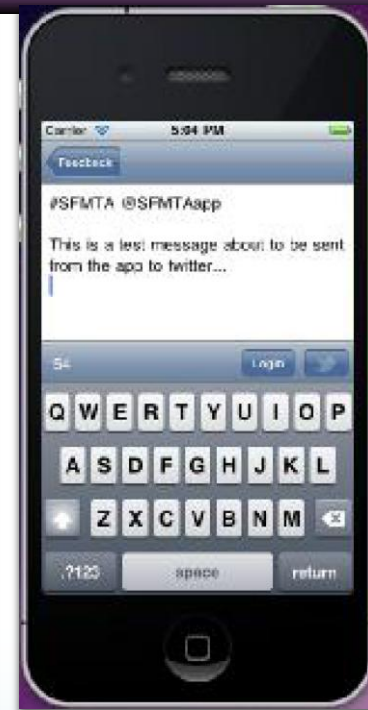 Carrier 5:04 PM
Feedback
#SFMTA @SFMTAapp
This is a test message about to be sent
from the app to twitter...
54 Login
Q W E R T Y U I O P
A S D F G H J K L
Z X C V B N M
.?123 space return